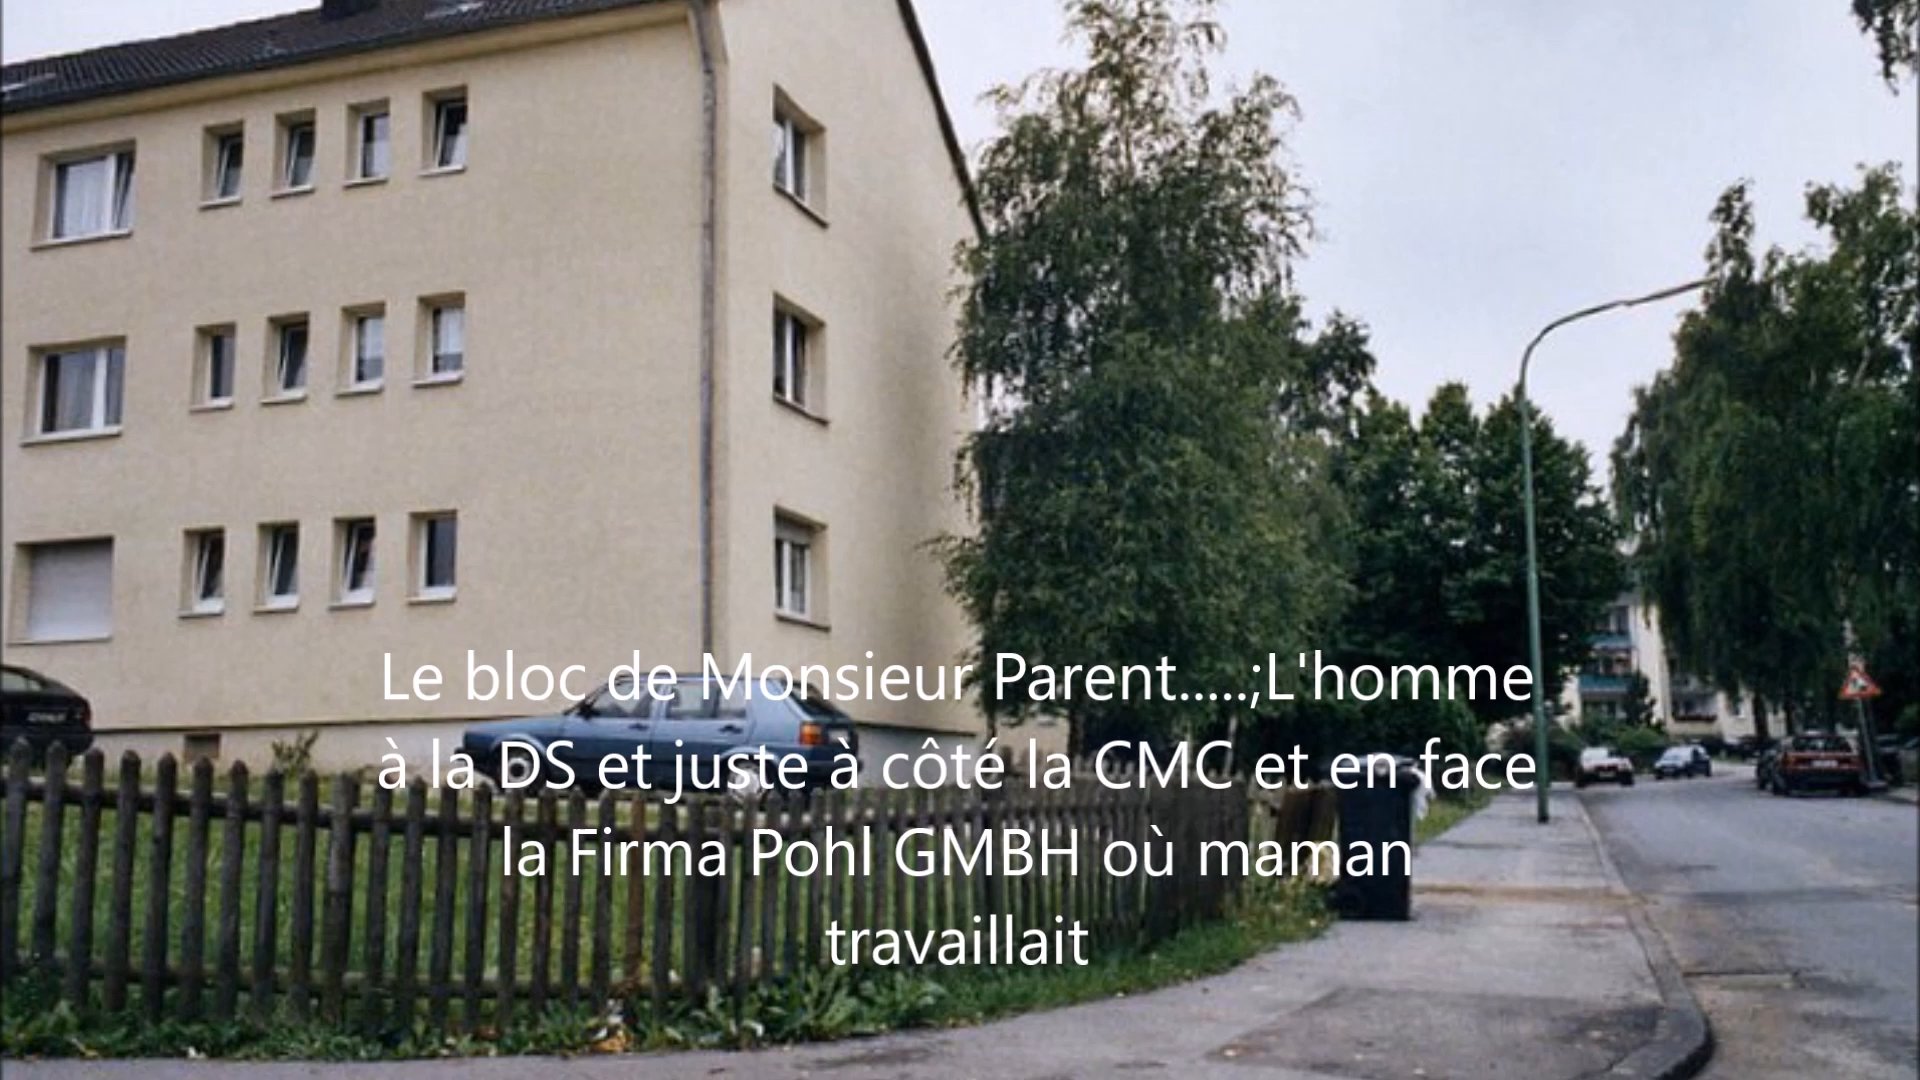 Le bloc de Monsieur Parent.....;L'homme
à la DS et juste à côté la CMC et en face
la Firma Pohl GMBH où maman
travaillait